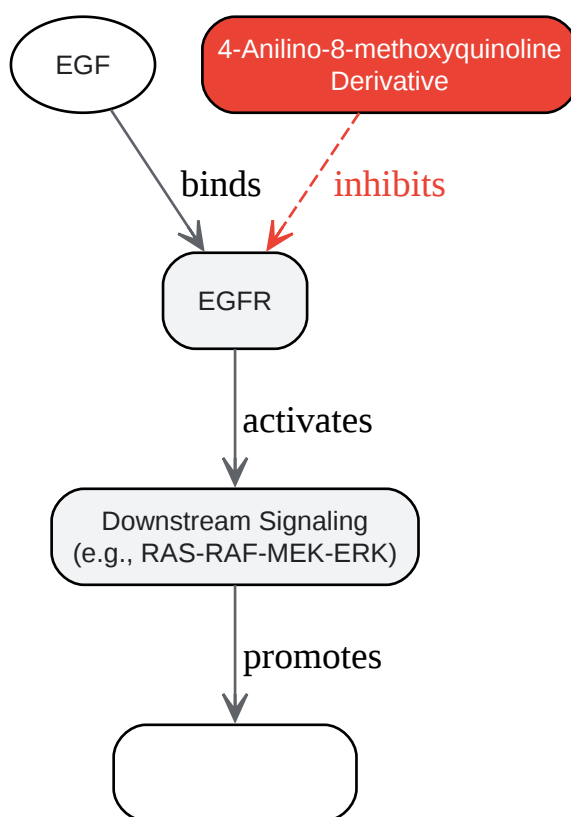 EGF
4-Anilino-8-methoxyquinoline
Derivative
binds
inhibits
EGFR
activates
Downstream Signaling
(e.g., RAS-RAF-MEK-ERK)
promotes